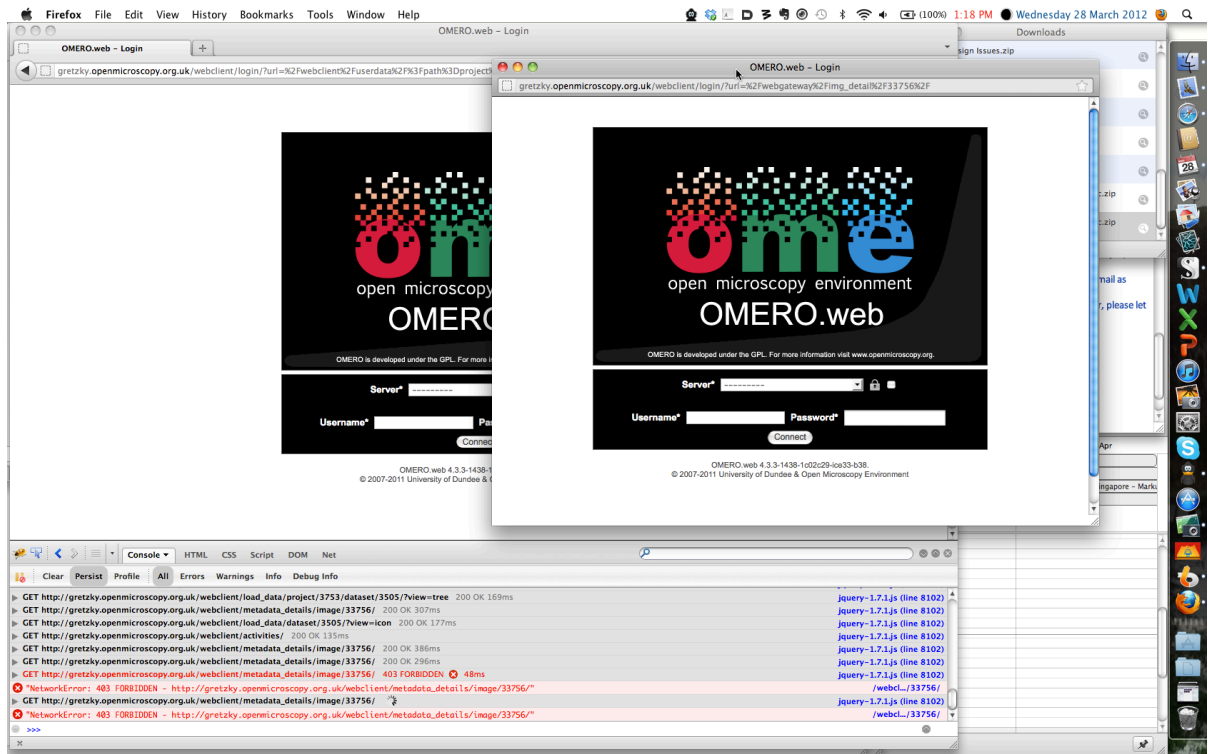 Firefox File Edit View History Bookmarks Tools Window Help (100%) 1:18 PM Wednesday 28 March 2012
OMERO.web – Login
Downloads
OMERO.web – Login
sign Issues.zip
gretzky.openmicroscopy.org.uk/webclient/login/?url=%2Fwebclient%2Fuserdata%2F%3Fpath%3Dproject%
OMERO.web – Login
gretzky.openmicroscopy.org.uk/webclient/login/?url=%2Fwebgateway%2Fimg_detail%2F33756%2F
om
open microscopy
OMERO
OMERO is developed under the GPL. For more in
Server* ---------
Username* Pas
Connec
OMERO.web 4.3.3-1438-1
© 2007-2011 University of Dundee &
ome
open microscopy environment
OMERO.web
OMERO is developed under the GPL. For more information visit www.openmicroscopy.org.
Server* ---------
Username* Password*
Connect
OMERO.web 4.3.3-1438-1c02c29-ice33-b38.
© 2007-2011 University of Dundee & Open Microscopy Environment
c.zip
c.zip
mail as
r, please let
Apr
ingapore – Marku
28
Console HTML CSS Script DOM Net
Clear Persist Profile All Errors Warnings Info Debug Info
GET http://gretzky.openmicroscopy.org.uk/webclient/load_data/project/3753/dataset/3505/?view=tree 200 OK 169ms jquery-1.7.1.js (line 8102)
GET http://gretzky.openmicroscopy.org.uk/webclient/metadata_details/image/33756/ 200 OK 307ms jquery-1.7.1.js (line 8102)
GET http://gretzky.openmicroscopy.org.uk/webclient/load_data/dataset/3505/?view=icon 200 OK 177ms jquery-1.7.1.js (line 8102)
GET http://gretzky.openmicroscopy.org.uk/webclient/activities/ 200 OK 135ms jquery-1.7.1.js (line 8102)
GET http://gretzky.openmicroscopy.org.uk/webclient/metadata_details/image/33756/ 200 OK 386ms jquery-1.7.1.js (line 8102)
GET http://gretzky.openmicroscopy.org.uk/webclient/metadata_details/image/33756/ 200 OK 296ms jquery-1.7.1.js (line 8102)
GET http://gretzky.openmicroscopy.org.uk/webclient/metadata_details/image/33756/ 403 FORBIDDEN 48ms jquery-1.7.1.js (line 8102)
"NetworkError: 403 FORBIDDEN - http://gretzky.openmicroscopy.org.uk/webclient/metadata_details/image/33756/" /webcl.../33756/
GET http://gretzky.openmicroscopy.org.uk/webclient/metadata_details/image/33756/ jquery-1.7.1.js (line 8102)
"NetworkError: 403 FORBIDDEN - http://gretzky.openmicroscopy.org.uk/webclient/metadata_details/image/33756/" /webcl.../33756/
>>>